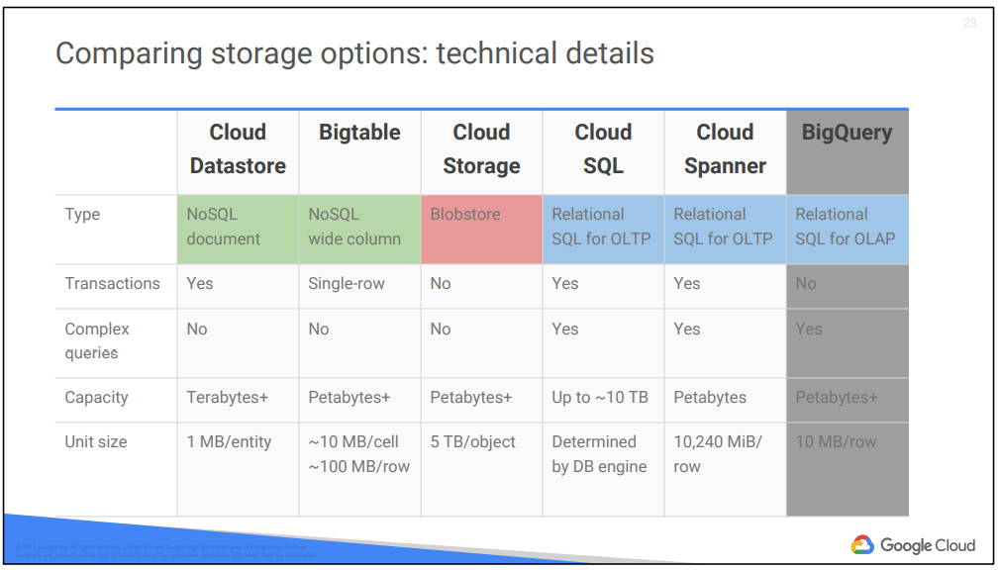 28
Comparing storage options: technical details
Cloud Datastore Bigtable Cloud Storage Cloud SQL Cloud Spanner BigQuery
Type NoSQL document NoSQL wide column Blobstore Relational SQL for OLTP Relational SQL for OLTP Relational SQL for OLAP
Transactions Yes Single-row No Yes Yes No
Complex queries No No No Yes Yes Yes
Capacity Terabytes+ Petabytes+ Petabytes+ Up to ~10 TB Petabytes Petabytes+
Unit size 1 MB/entity ~10 MB/cell ~100 MB/row 5 TB/object Determined by DB engine 10,240 MiB/ row 10 MB/row
Google Cloud